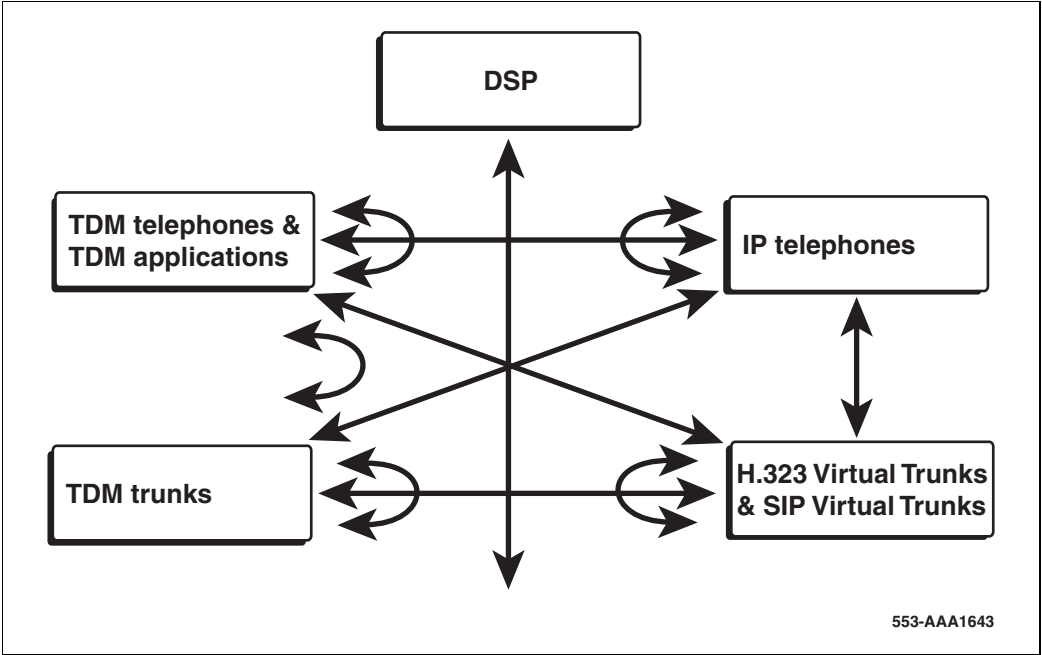 DSP
TDM telephones &
TDM applications
IP telephones
TDM trunks
H.323 Virtual Trunks
& SIP Virtual Trunks
553-AAA1643